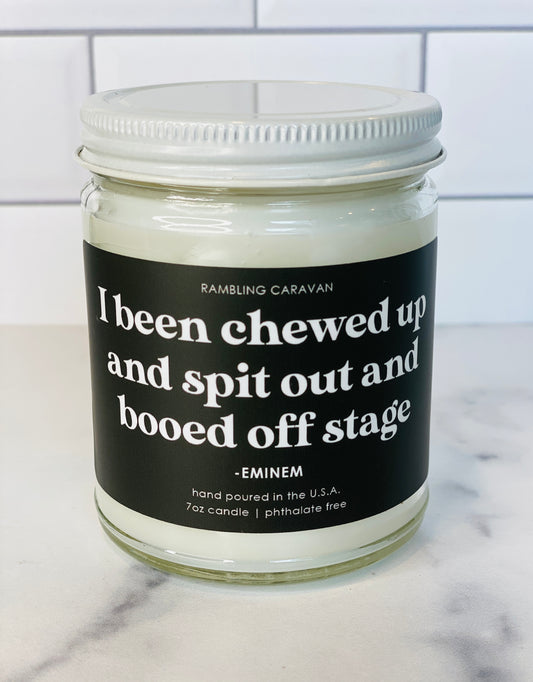 RAMBLING CARAVAN
I been chewed up
and spit out and
booed off stage
-EMINEM
hand poured in the U.S.A.
7oz candle | phthalate free